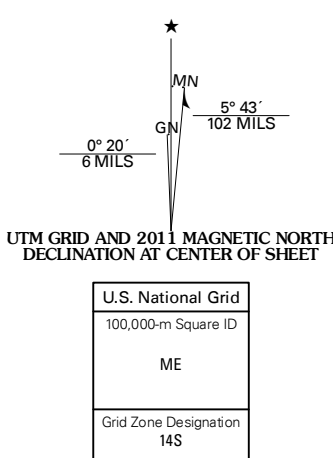 ★
MN
GN
5° 43´
102 MILS
0° 20´
6 MILS
UTM GRID AND 2011 MAGNETIC NORTH
DECLINATION AT CENTER OF SHEET
U.S. National Grid
100,000-m Square ID
ME
Grid Zone Designation
14S